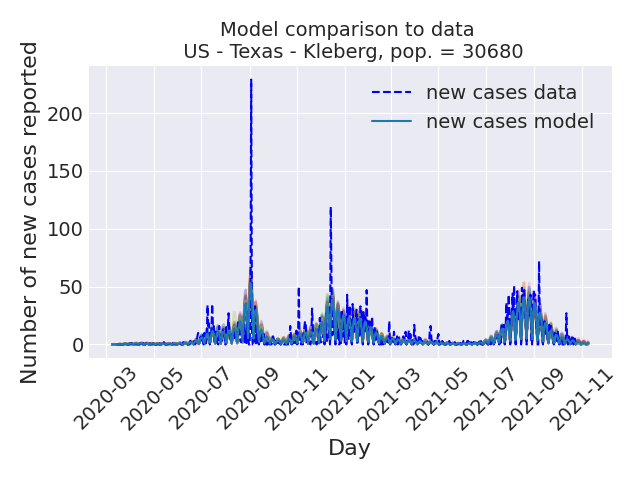 Model comparison to data
US - Texas - Kleberg, pop. = 30680
Number of new cases reported
200
150
100
50
0
new cases data
new cases model
2020-03
2020-05
2020-07
2020-09
2020-11
2021-01
2021-03
2021-05
2021-07
2021-09
2021-11
Day